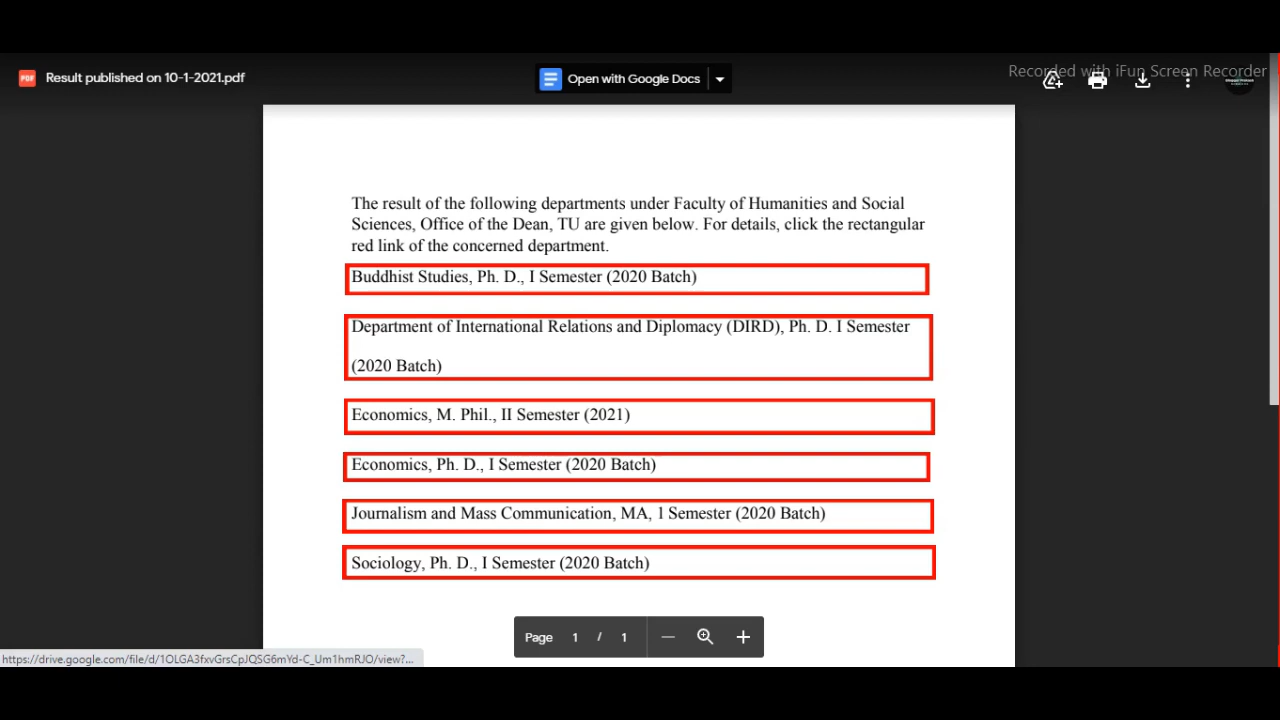 Recorded with iFun Screen Recorder
PDF
Result published on 10-1-2021.pdf
Open with Google Docs
The result of the following departments under Faculty of Humanities and Social
Sciences, Office of the Dean, TU are given below. For details, click the rectangular
red link of the concerned department.
Buddhist Studies, Ph. D., I Semester (2020 Batch)
Department of International Relations and Diplomacy (DIRD), Ph. D. I Semester
(2020 Batch)
Economics, M. Phil., II Semester (2021)
Economics, Ph. D., I Semester (2020 Batch)
Journalism and Mass Communication, MA, 1 Semester (2020 Batch)
Sociology, Ph. D., I Semester (2020 Batch)
Page 1 / 1
https://drive.google.com/file/d/1OLGA3fxvGrsCpJQSG6mYd-C_Um1hmRJO/view?...